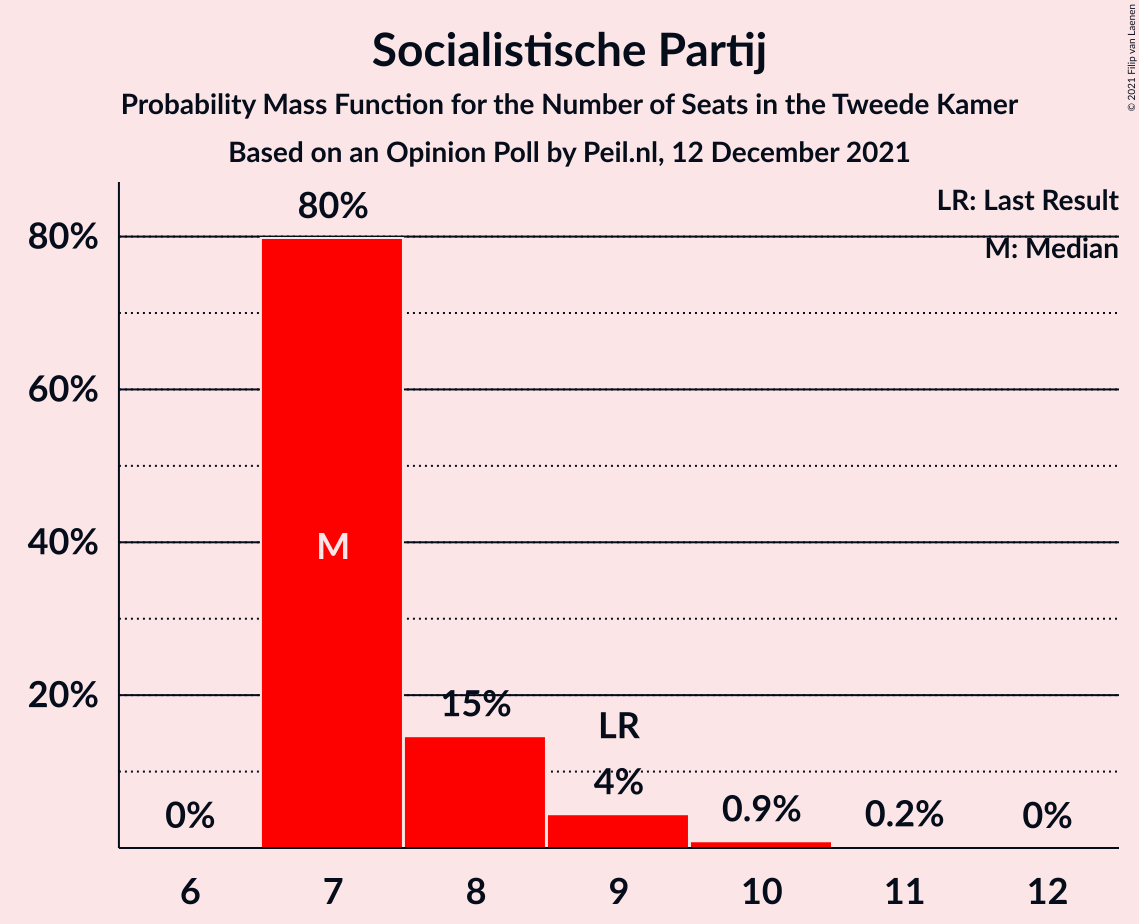 Socialistische Partij
Probability Mass Function for the Number of Seats in the Tweede Kamer
Based on an Opinion Poll by Peil.nl, 12 December 2021
© 2021 Filip van Laenen
LR: Last Result
M: Median
80%
60%
40%
20%
0%
80%
M
15%
LR
4%
0.9%
0.2%
0%
6 7 8 9 10 11 12